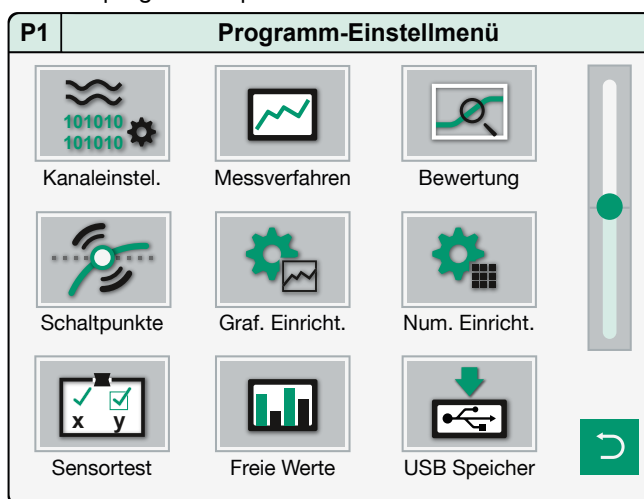 P1 Programm-Einstellmenü
101010
101010
Kanaleinstel. Messverfahren Bewertung
Schaltpunkte Graf. Einricht. Num. Einricht.
x y
Sensortest Freie Werte USB Speicher